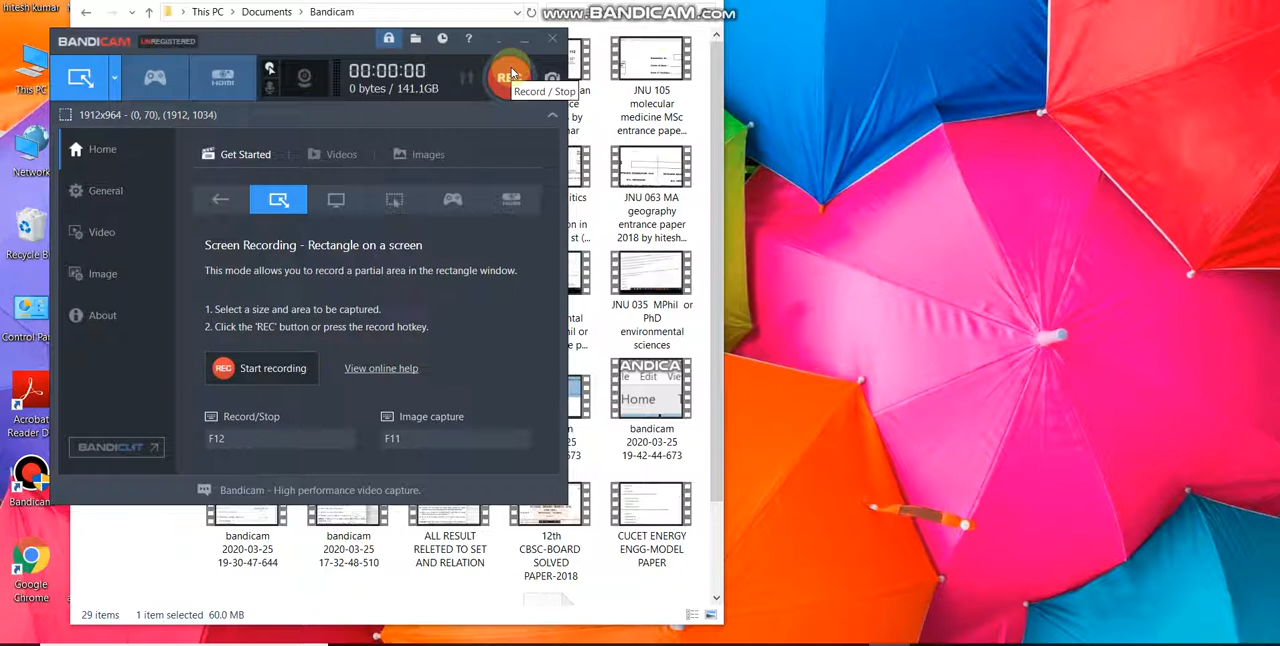 hitesh kumar
This PC > Documents > Bandicam
www.BANDICAM.com
BANDICAM UNREGISTERED
?
This PC
HDMI
00:00:00
0 bytes / 141.1GB
REC
Record / Stop
1912x964 - (0, 70), (1912, 1034)
Home
General
Video
Image
About
BANDICUT
Get Started
Videos
Images
Screen Recording - Rectangle on a screen
This mode allows you to record a partial area in the rectangle window.
1. Select a size and area to be captured.
2. Click the 'REC' button or press the record hotkey.
REC Start recording
View online help
Record/Stop
Image capture
F12
F11
Bandicam - High performance video capture.
JNU 105
molecular
medicine MSc
entrance pape...
JNU 063 MA
geography
entrance paper
2018 by hitesh...
JNU 035 MPhil or
PhD
environmental
sciences
ANDICA
Edit
Home
bandicam
2020-03-25
19-42-44-673
bandicam
2020-03-25
19-30-47-644
bandicam
2020-03-25
17-32-48-510
ALL RESULT
RELETED TO SET
AND RELATION
12th
CBSC-BOARD
SOLVED
PAPER-2018
CUCET ENERGY
ENGG-MODEL
PAPER
29 items 1 item selected 60.0 MB
Network
Recycle Bi
Control Pa
Acrobat
Reader D
Bandicam
Google
Chrome